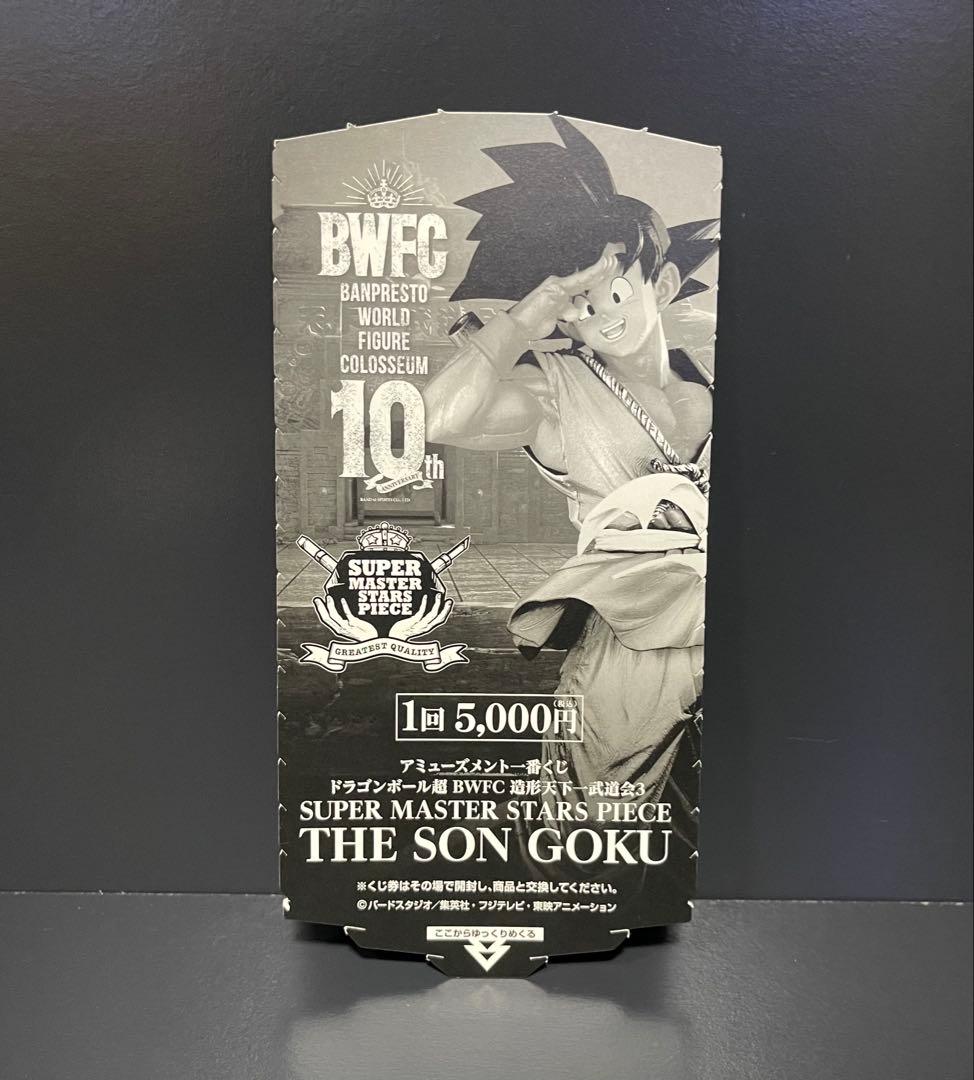 BWFC
BANPRESTO
WORLD
FIGURE
COLOSSEUM
10th
ANNIVERSARY
SUPER
MASTER
STARS
PIECE
GREATEST QUALITY
1回 5,000円(税込)
アミューズメント一番くじ
ドラゴンボール超 BWFC 造形天下一武道会3
SUPER MASTER STARS PIECE
THE SON GOKU
※くじ券はその場で開封し、商品と交換してください。
©バードスタジオ／集英社・フジテレビ・東映アニメーション
ここからゆっくりめくる